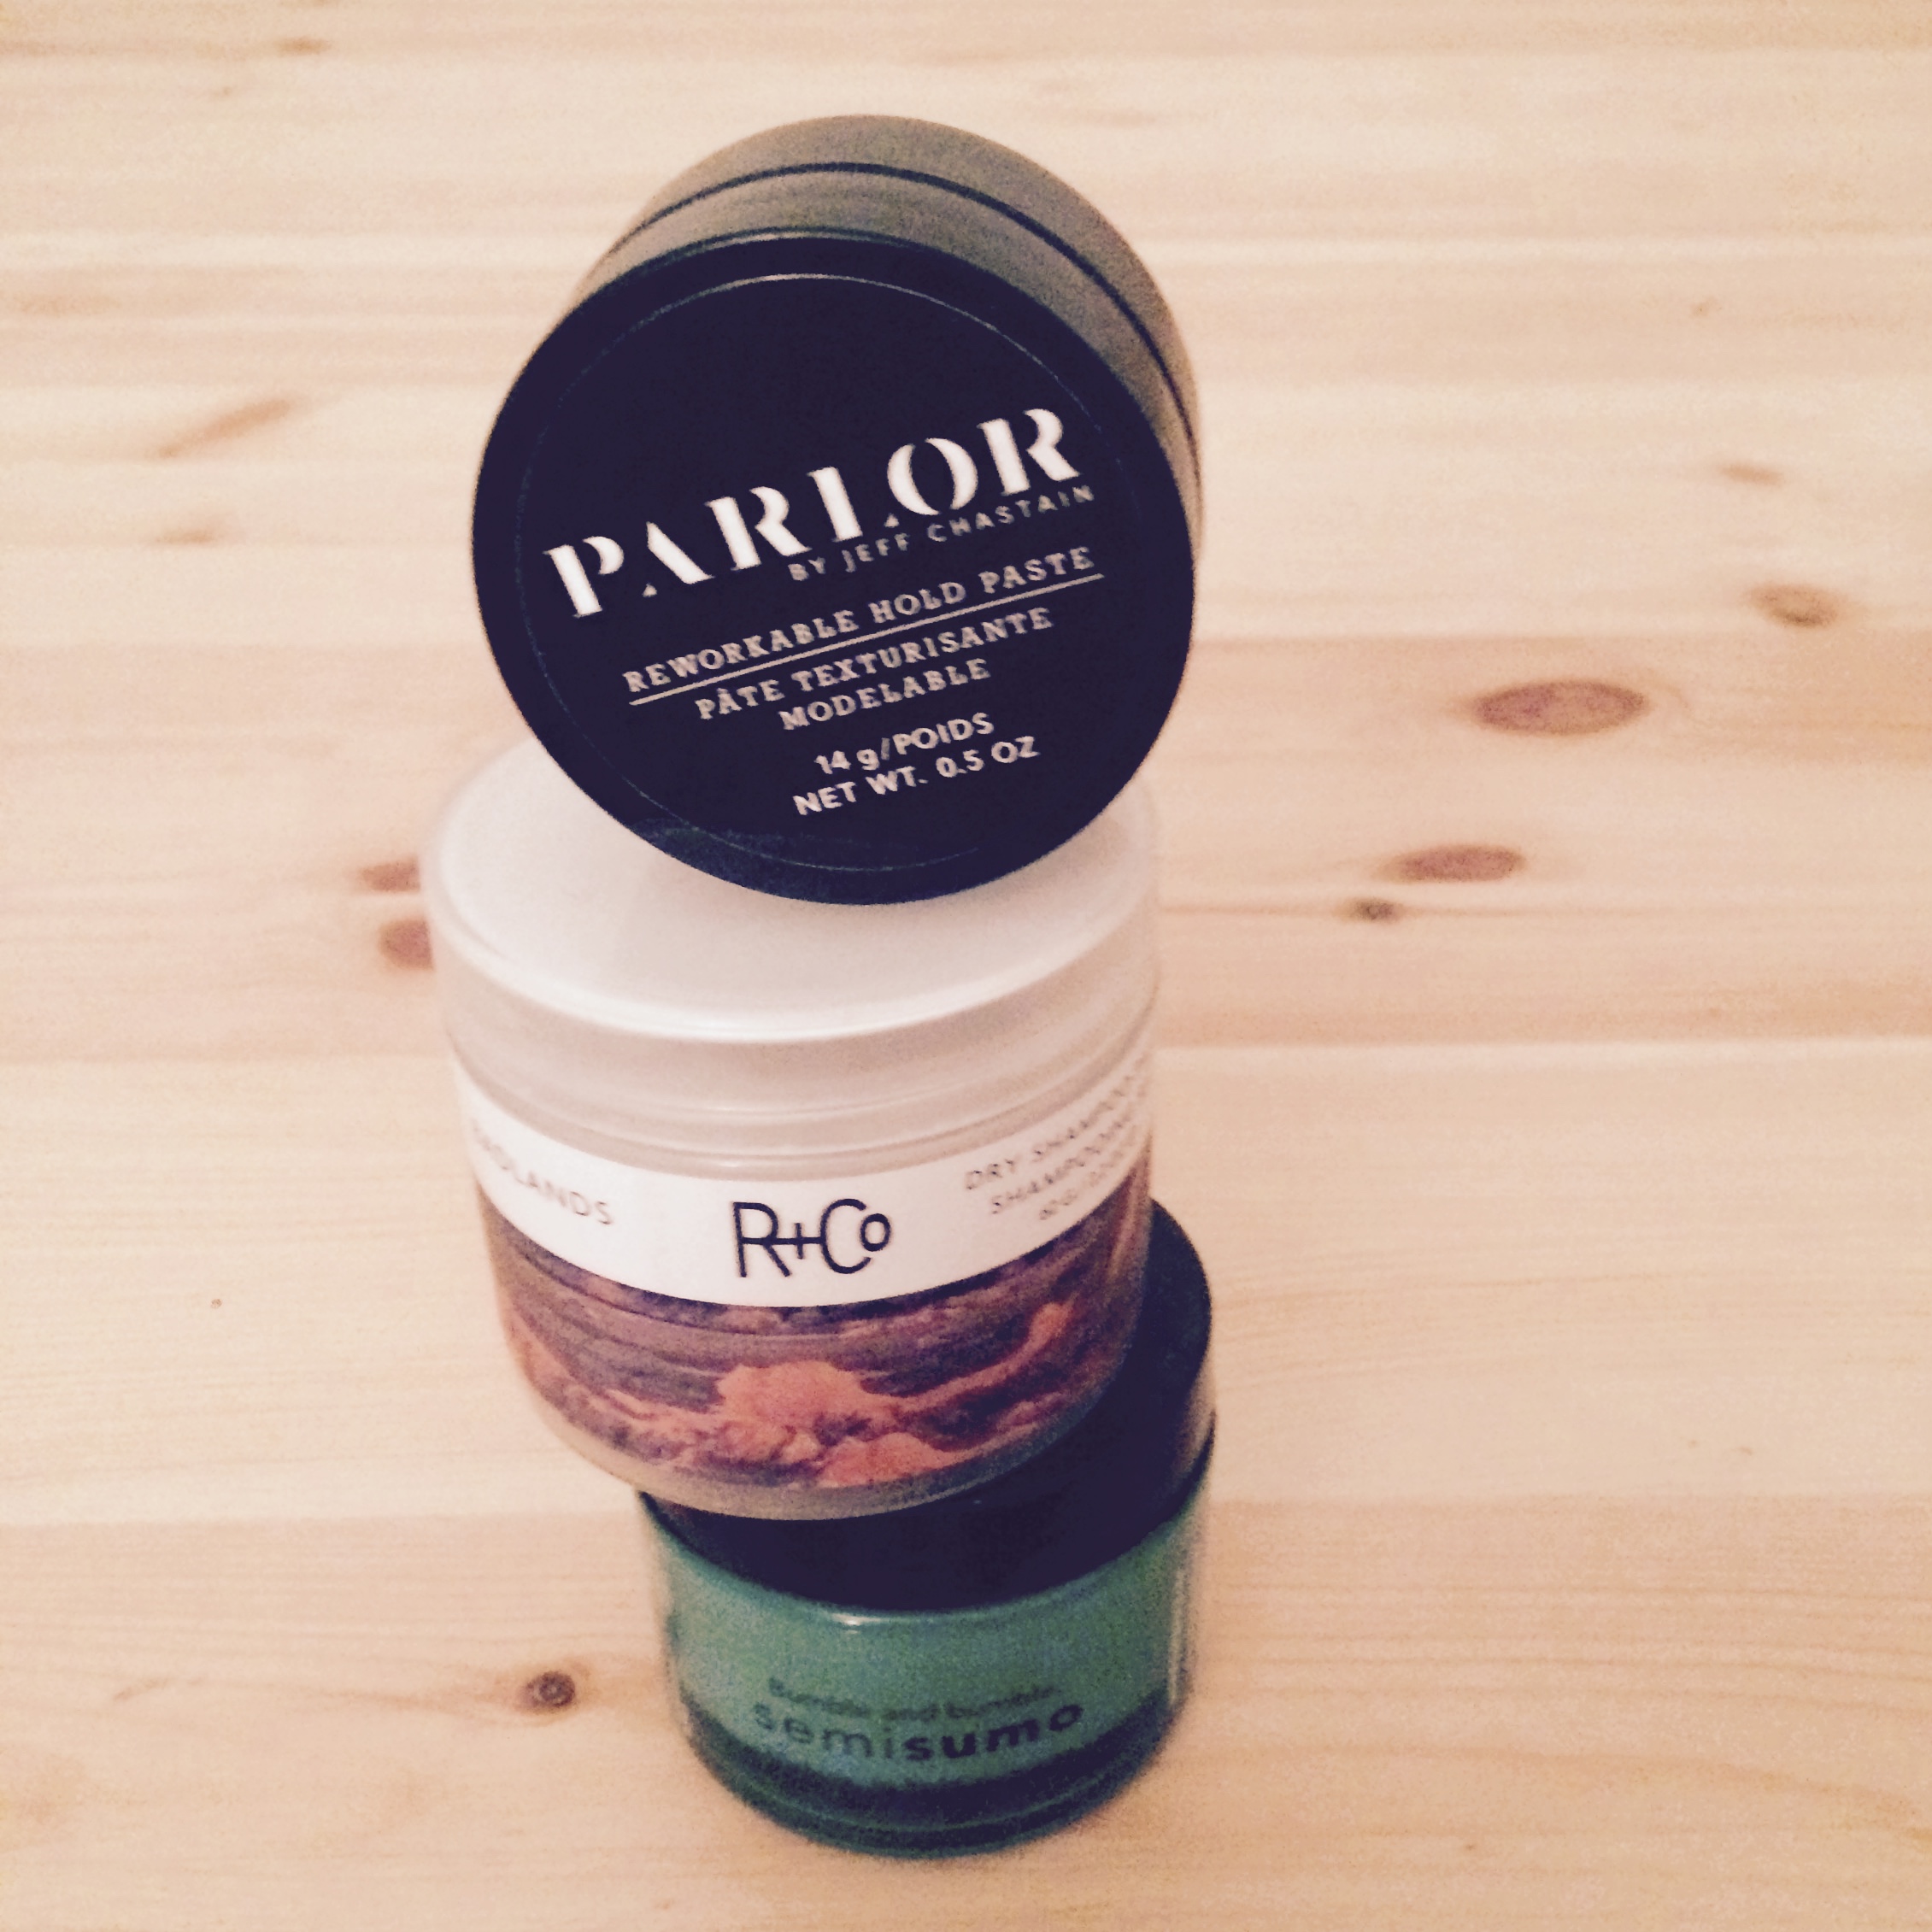 PARLOR
BY JEFF CHASTAIN
REWORKABLE HOLD PASTE
PÂTE TEXTURISANTE
MODELABLE
14 g/POIDS
NET WT. 0.5 OZ
R+Co
DRY
Bumble and bumble.
semisumo